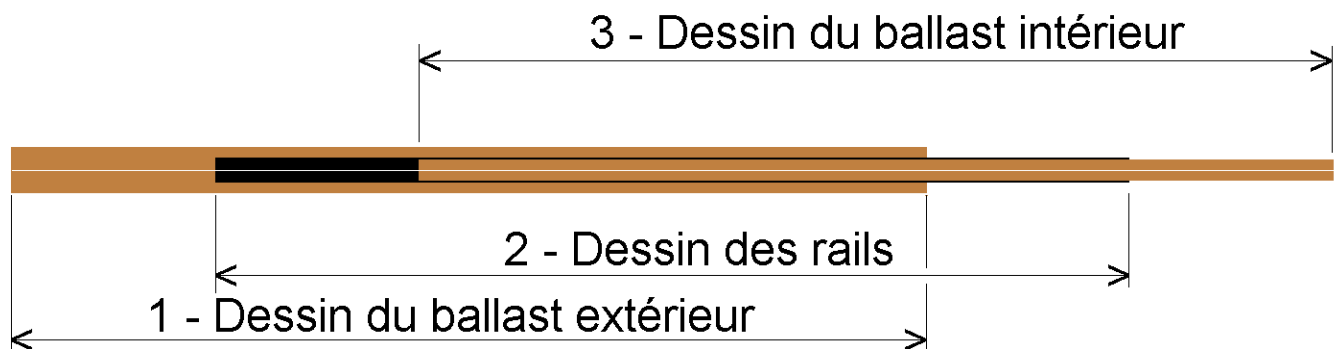 3 - Dessin du ballast intérieur
2 - Dessin des rails
1 - Dessin du ballast extérieur